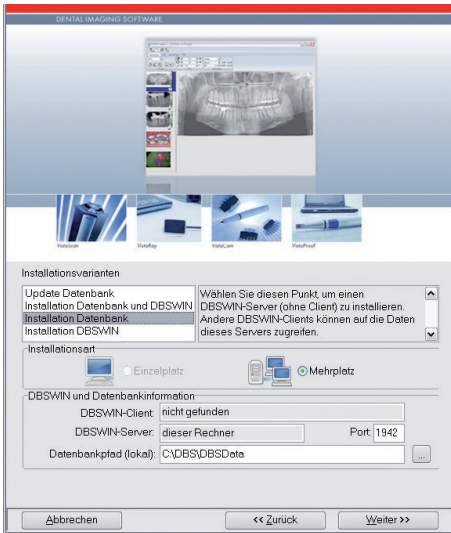 DENTAL IMAGING SOFTWARE
VistaScan
VistaRay
VistaCam
VistaProof
Installationsvarianten
Update Datenbank
Installation Datenbank und DBSWIN
Installation Datenbank
Installation DBSWIN
Wählen Sie diesen Punkt, um einen
DBSWIN-Server (ohne Client) zu installieren.
Andere DBSWIN-Clients können auf die Daten
dieses Servers zugreifen.
Installationsart
Einzelplatz
Mehrplatz
DBSWIN und Datenbankinformation
DBSWIN-Client: nicht gefunden
DBSWIN-Server: dieser Rechner Port: 1942
Datenbankpfad (lokal): C:\DBS\DBSData ...
Abbrechen << Zurück Weiter >>